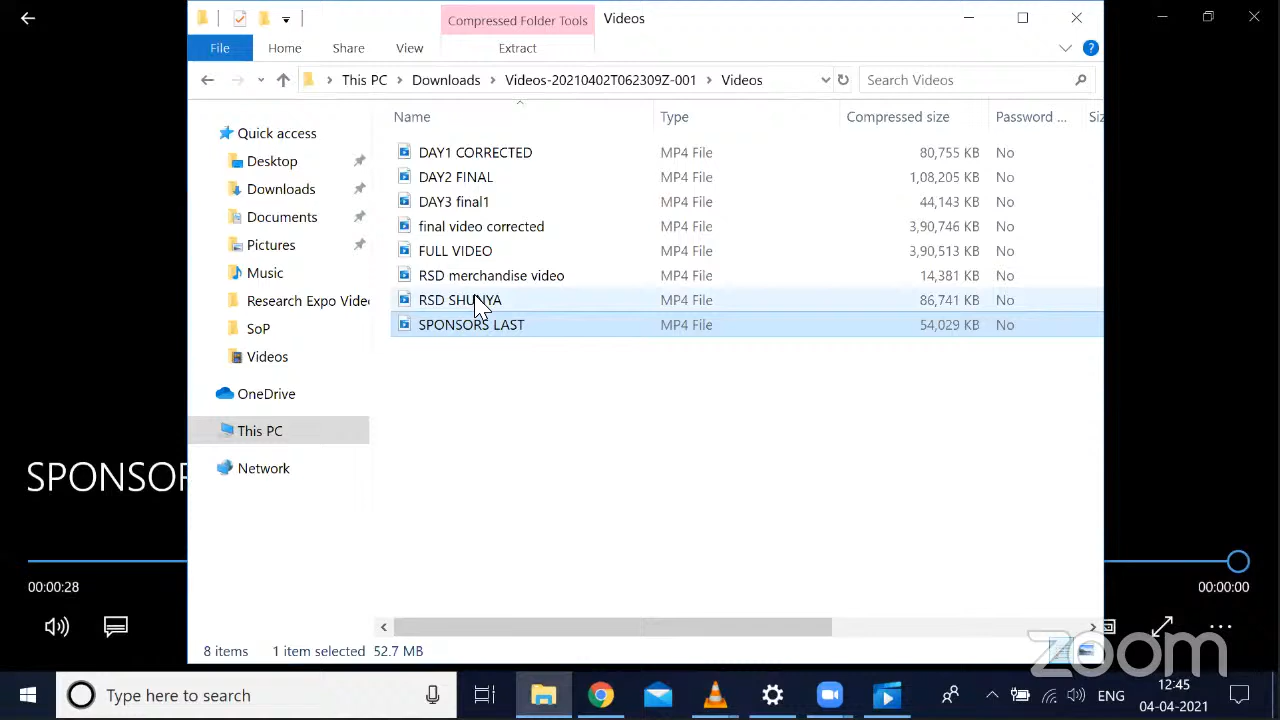 Compressed Folder Tools Videos
File Home Share View Extract
This PC Downloads Videos-20210402T062309Z-001 Videos Search Videos
Name Type Compressed size Password ... Siz
Quick access
Desktop
Downloads
Documents
Pictures
Music
Research Expo Vide
SoP
Videos
OneDrive
This PC
Network
DAY1 CORRECTED MP4 File 80,755 KB No
DAY2 FINAL MP4 File 1,08,205 KB No
DAY3 final1 MP4 File 44,143 KB No
final video corrected MP4 File 3,90,746 KB No
FULL VIDEO MP4 File 3,90,513 KB No
RSD merchandise video MP4 File 14,381 KB No
RSD SHUNYA MP4 File 86,741 KB No
SPONSORS LAST MP4 File 54,029 KB No
SPONSOR
00:00:28 00:00:00
8 items 1 item selected 52.7 MB
zoom
Type here to search ENG 12:45
04-04-2021